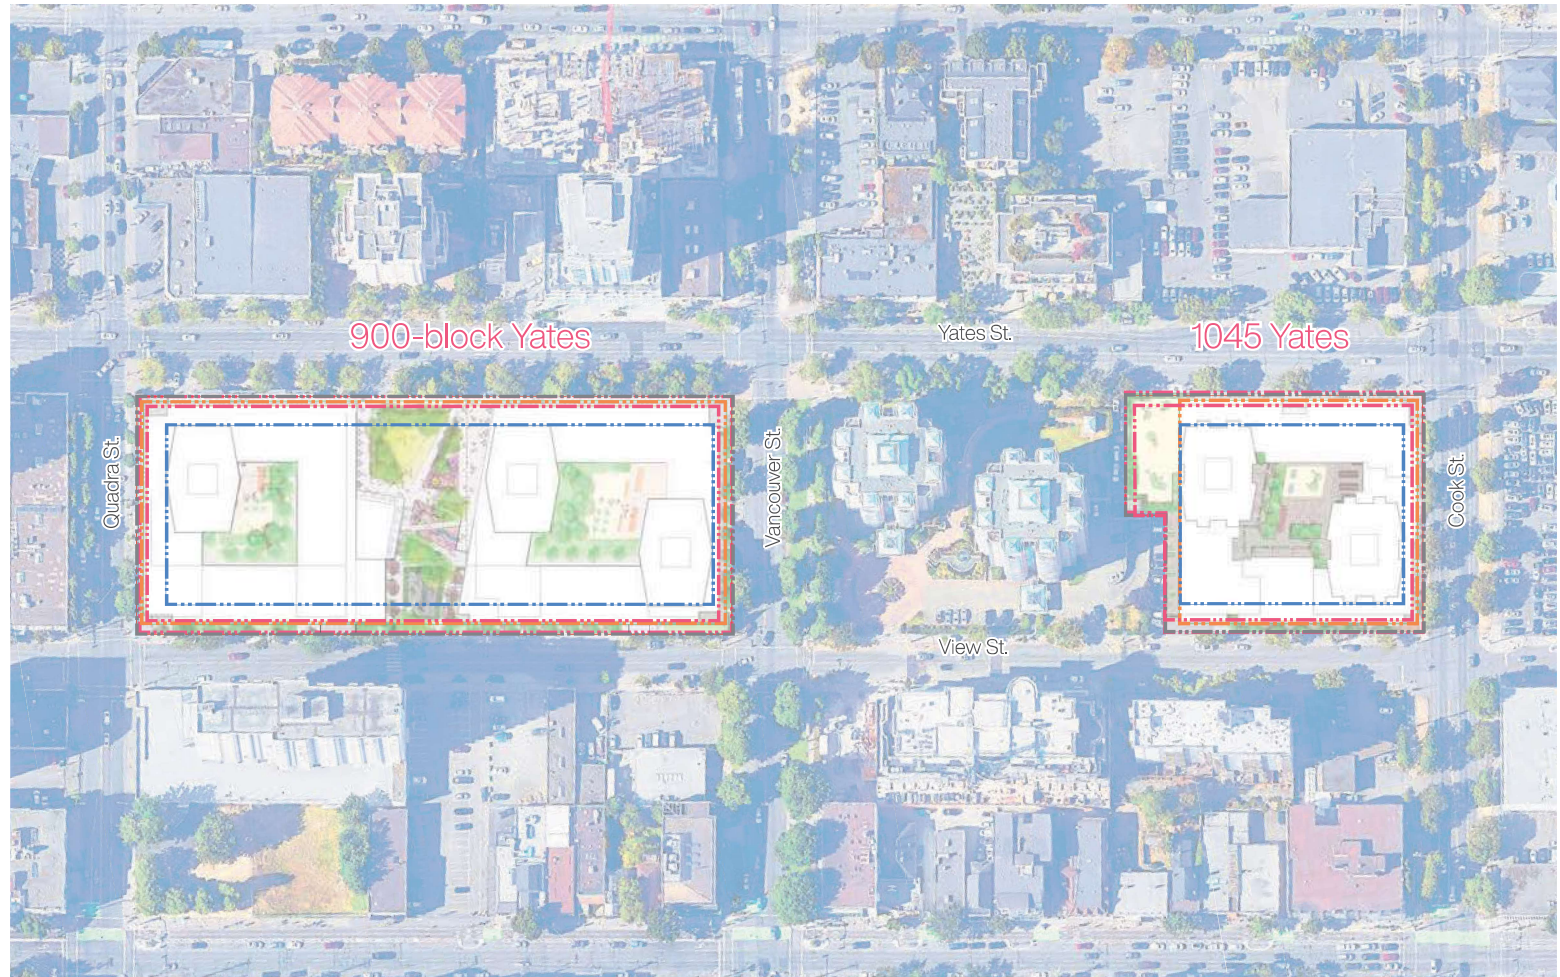 900-block Yates
Yates St.
1045 Yates
Quadra St.
Vancouver St.
Cook St.
View St.